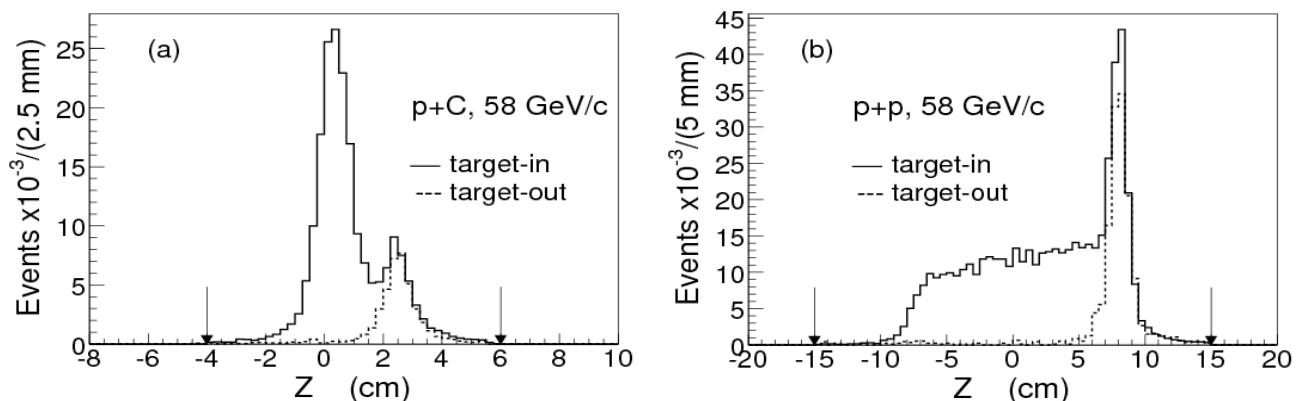 (a)
p+C, 58 GeV/c
target-in
target-out
Events x10⁻³/(2.5 mm)
25
20
15
10
5
0
-8 -6 -4 -2 0 2 4 6 8 10
Z (cm)
(b)
p+p, 58 GeV/c
target-in
target-out
Events x10⁻³/(5 mm)
45
40
35
30
25
20
15
10
5
0
-20 -15 -10 -5 0 5 10 15 20
Z (cm)